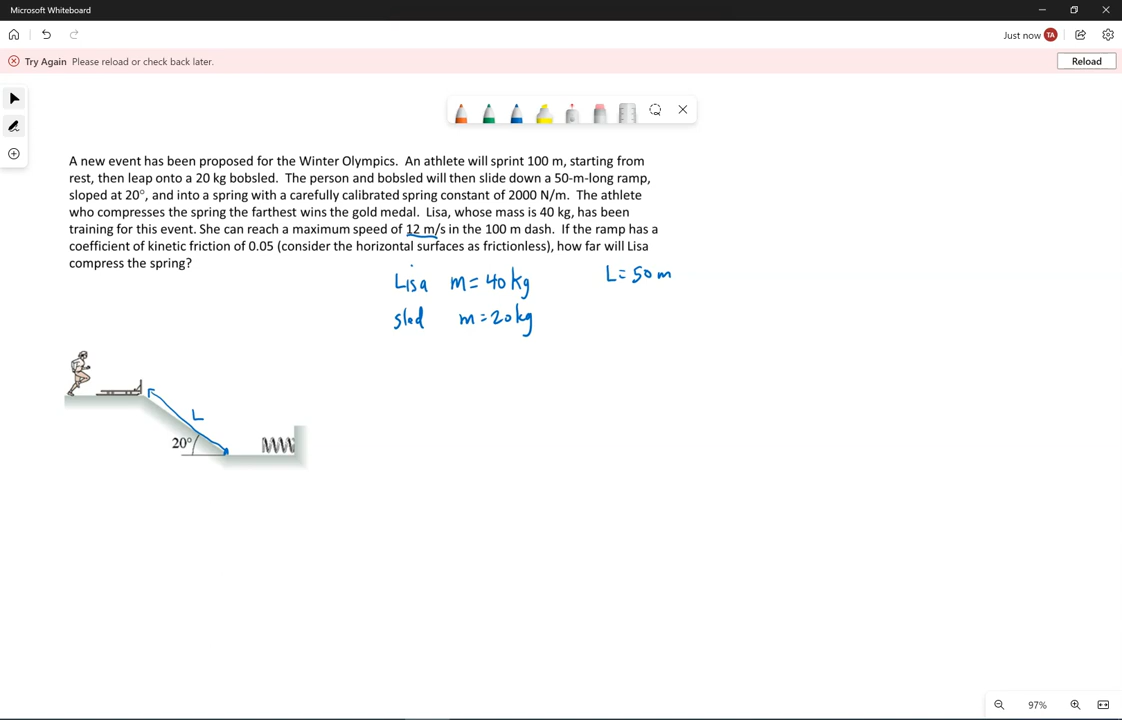 Microsoft Whiteboard
Just now TA
Try Again Please reload or check back later.
Reload
A new event has been proposed for the Winter Olympics. An athlete will sprint 100 m, starting from
rest, then leap onto a 20 kg bobsled. The person and bobsled will then slide down a 50-m-long ramp,
sloped at 20°, and into a spring with a carefully calibrated spring constant of 2000 N/m. The athlete
who compresses the spring the farthest wins the gold medal. Lisa, whose mass is 40 kg, has been
training for this event. She can reach a maximum speed of 12 m/s in the 100 m dash. If the ramp has a
coefficient of kinetic friction of 0.05 (consider the horizontal surfaces as frictionless), how far will Lisa
compress the spring?
Lisa m = 40 kg
L = 50 m
sled m = 20 kg
L
20°
97%